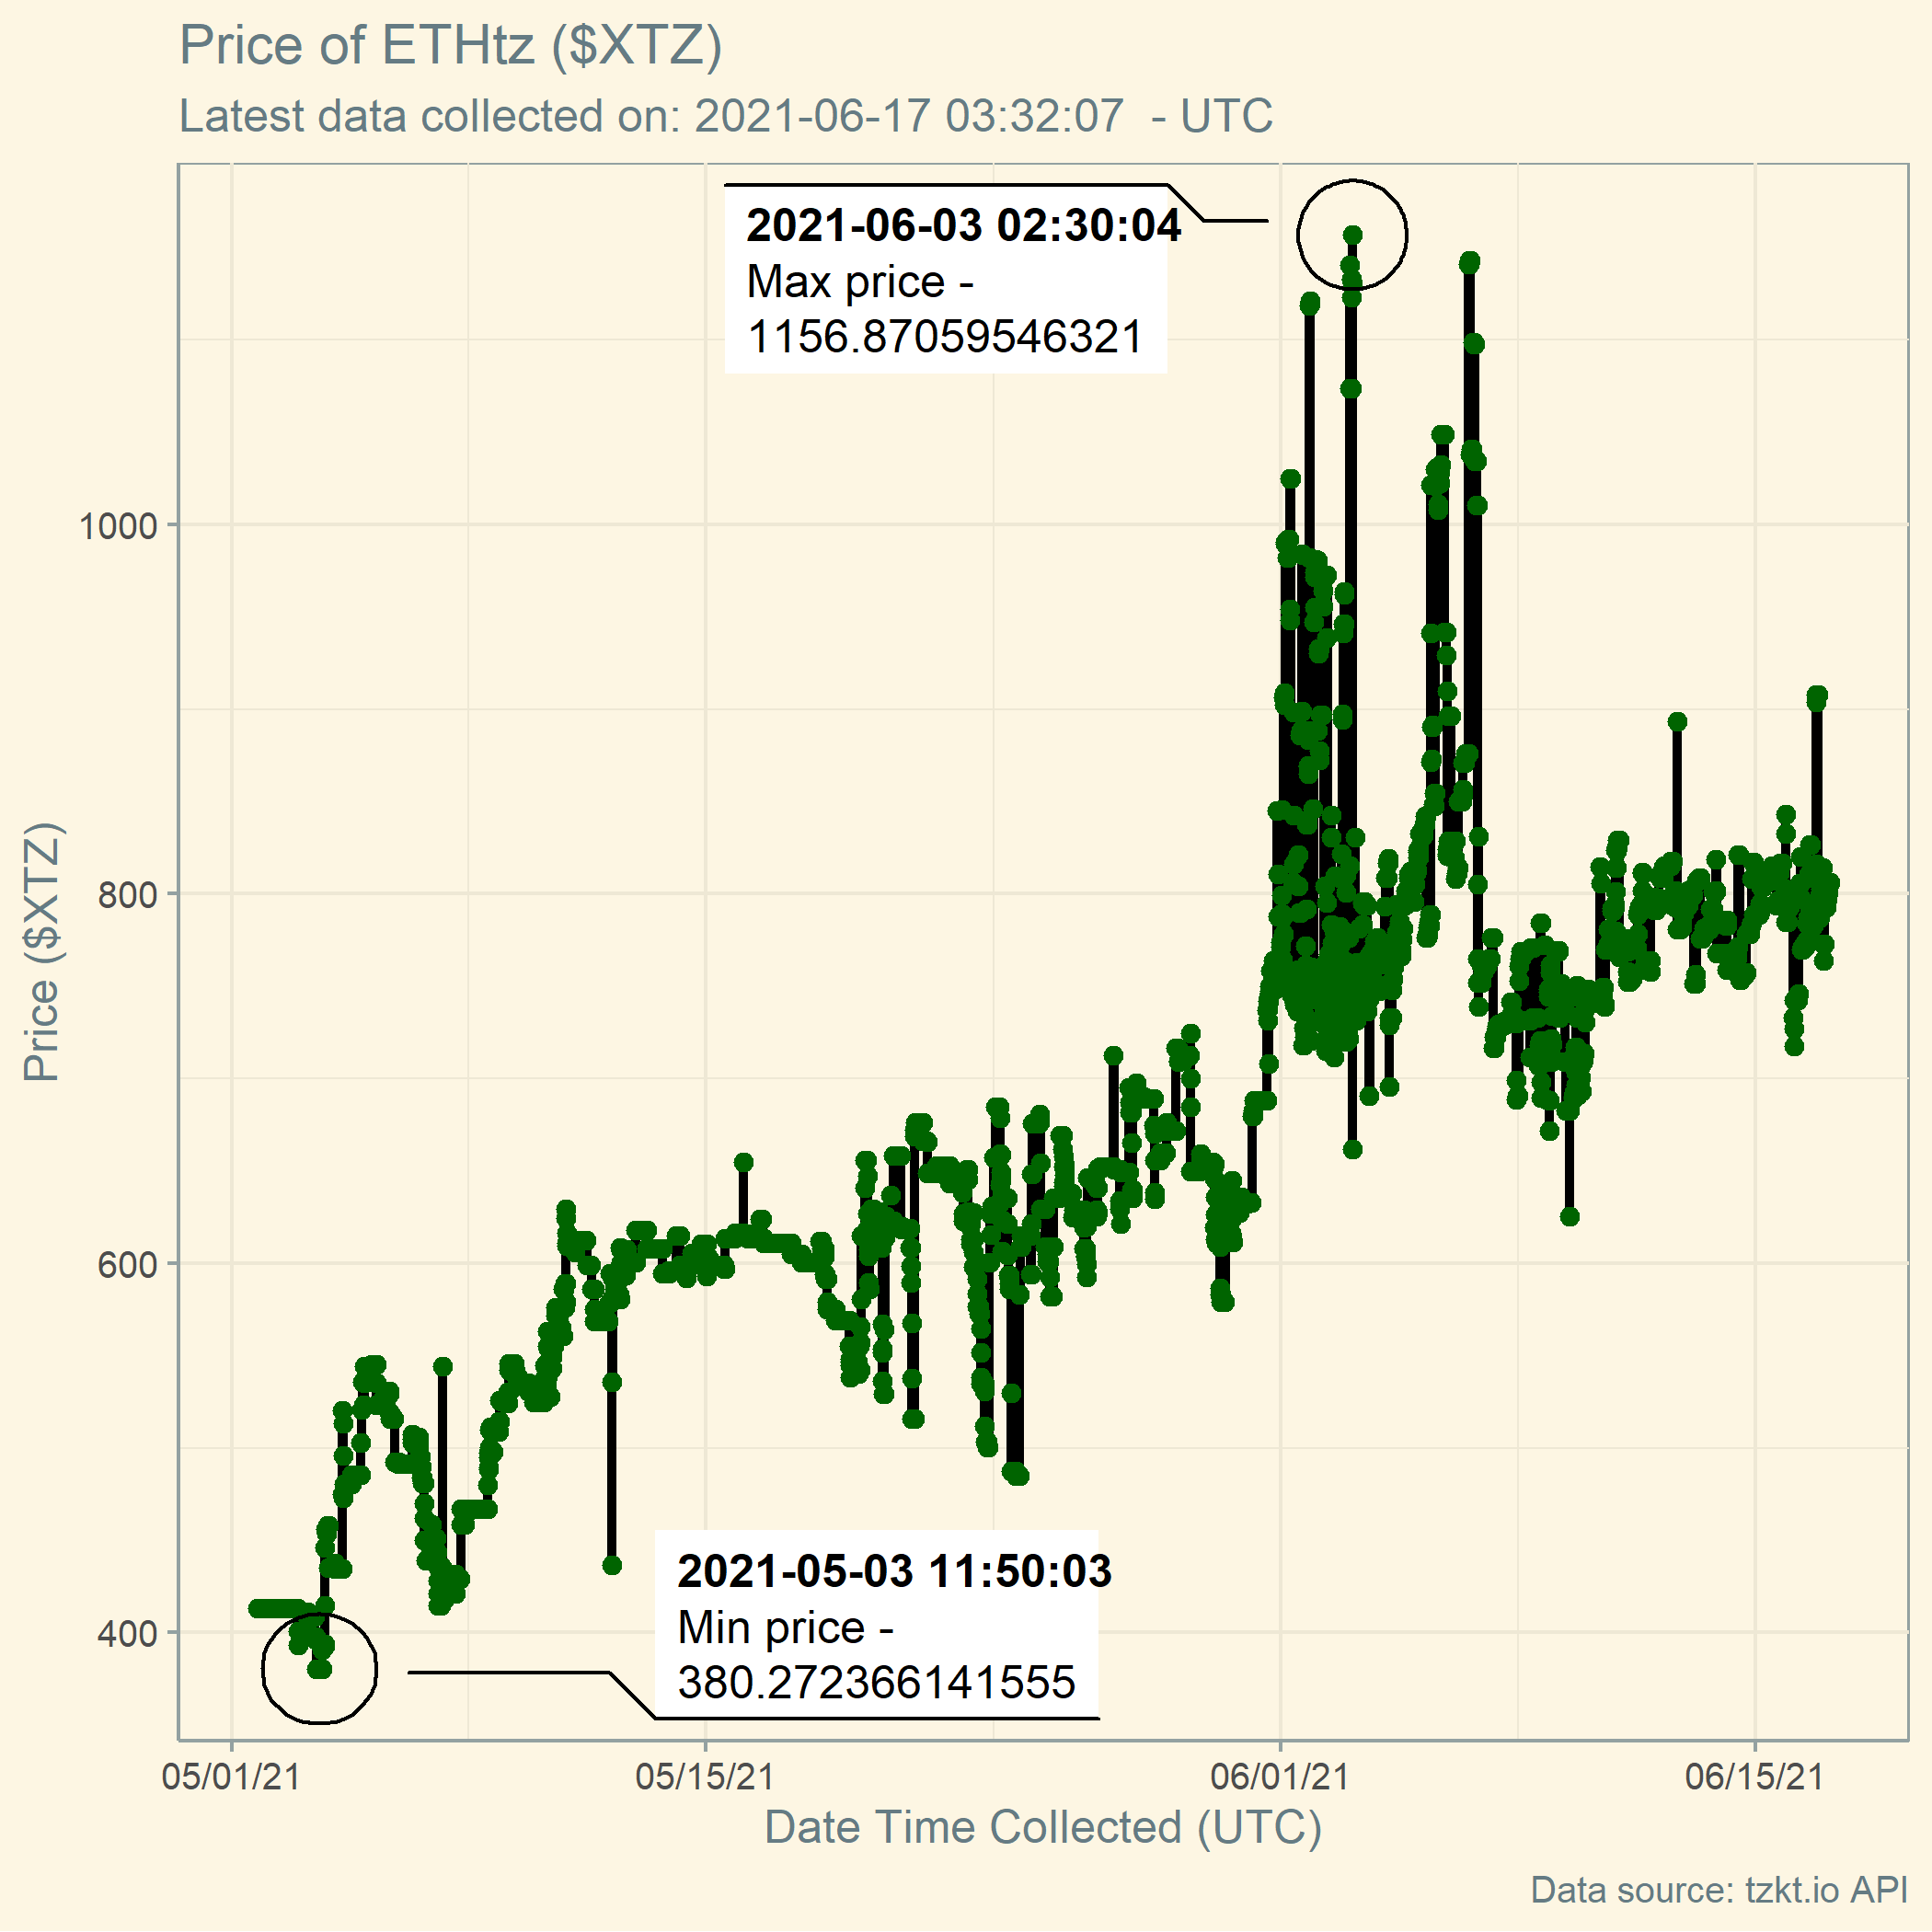 Price of ETHtz ($XTZ)
Latest data collected on: 2021-06-17 03:32:07  - UTC
2021-06-03 02:30:04
Max price -
1156.87059546321
1000
800
600
400
Price ($XTZ)
2021-05-03 11:50:03
Min price -
380.272366141555
05/01/21
05/15/21
06/01/21
06/15/21
Date Time Collected (UTC)
Data source: tzkt.io API